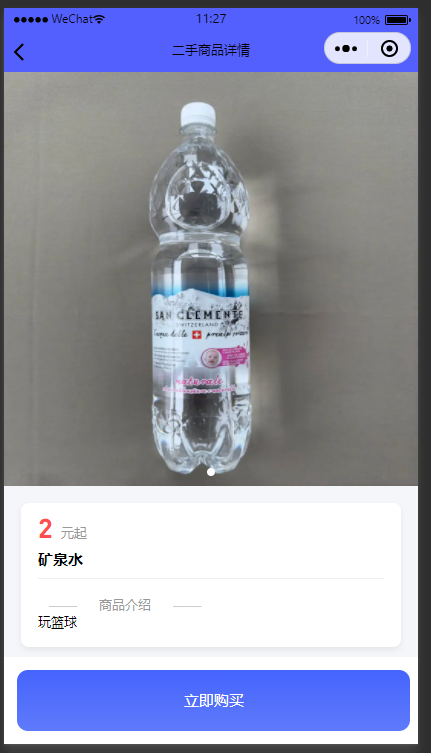 WeChat 11:27 100%
二手商品详情
SAN CLEMENTE
SWITZERLAND
naturale
2 元起
矿泉水
商品介绍
玩篮球
立即购买